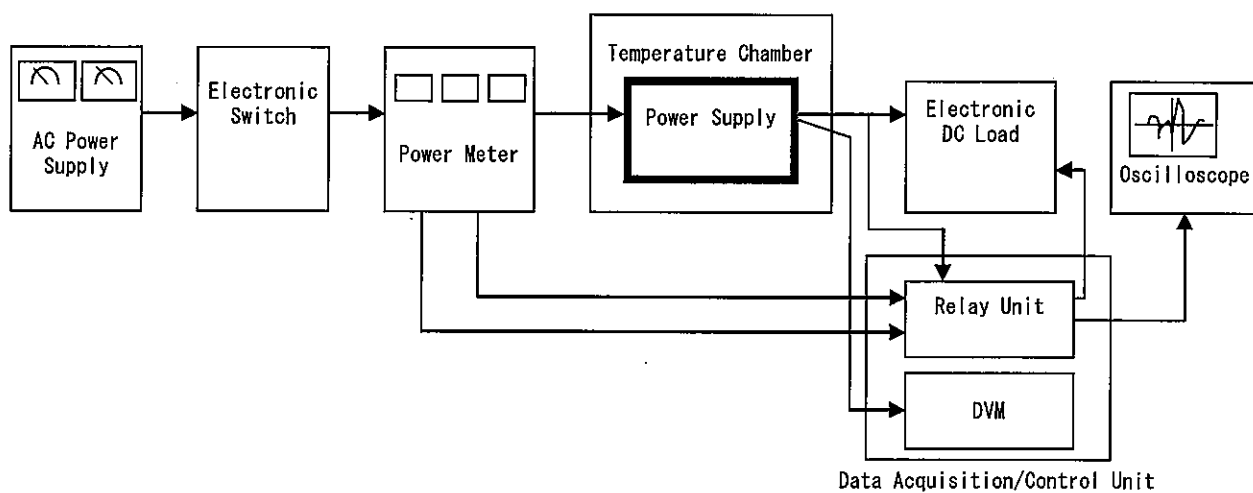 AC Power
Supply
Electronic
Switch
Power Meter
Temperature Chamber
Power Supply
Electronic
DC Load
Oscilloscope
Relay Unit
DVM
Data Acquisition/Control Unit